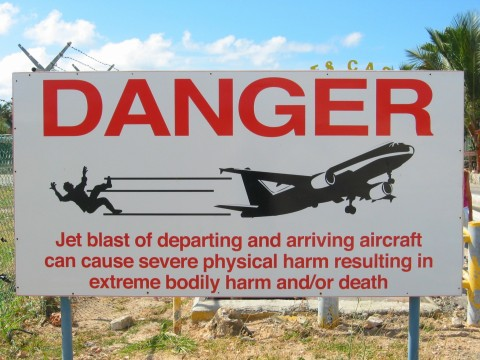 DANGER
Jet blast of departing and arriving aircraft
can cause severe physical harm resulting in
extreme bodily harm and/or death